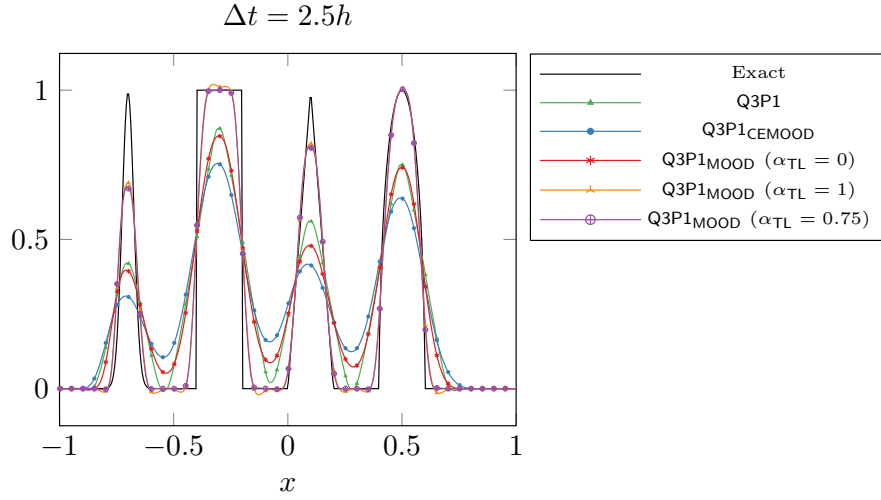 Δt = 2.5h
Exact
Q3P1
Q3P1CEMOOD
Q3P1MOOD (αTL = 0)
Q3P1MOOD (αTL = 1)
Q3P1MOOD (αTL = 0.75)
1
0.5
0
−1
−0.5
0
0.5
1
x